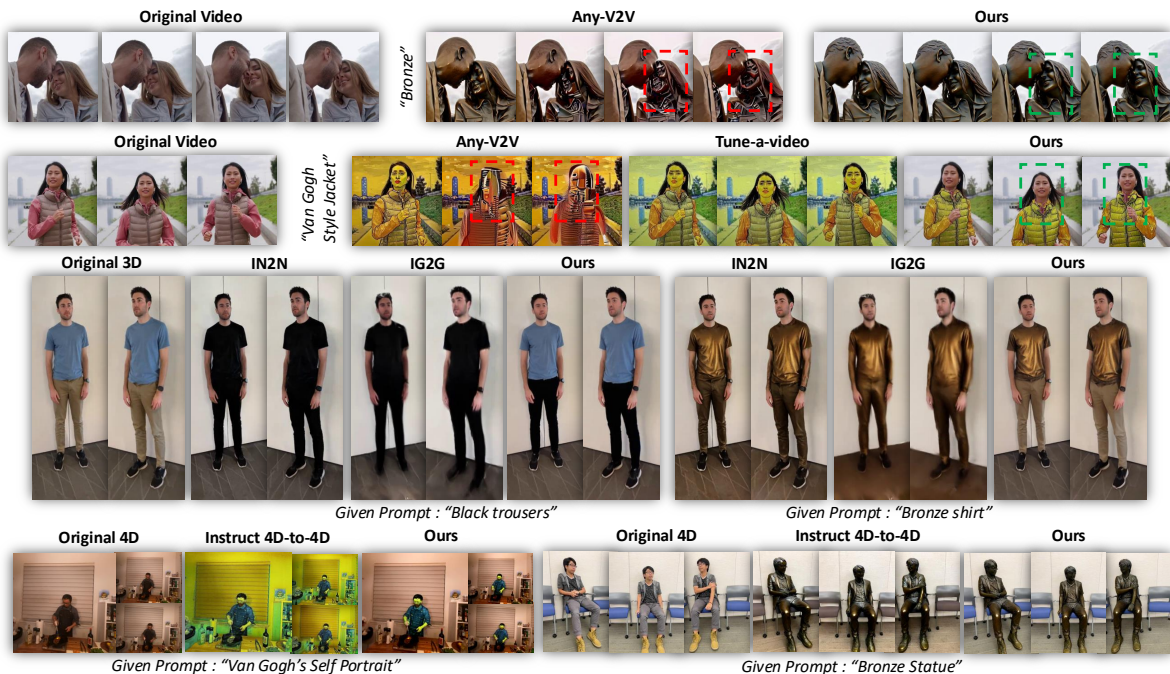 Original Video
Any-V2V
Ours
"Bronze"
Original Video
Any-V2V
Tune-a-video
Ours
"Van Gogh
Style Jacket"
Original 3D
IN2N
IG2G
Ours
IN2N
IG2G
Ours
Given Prompt : "Black trousers"
Given Prompt : "Bronze shirt"
Original 4D
Instruct 4D-to-4D
Ours
Original 4D
Instruct 4D-to-4D
Ours
Given Prompt : "Van Gogh's Self Portrait"
Given Prompt : "Bronze Statue"